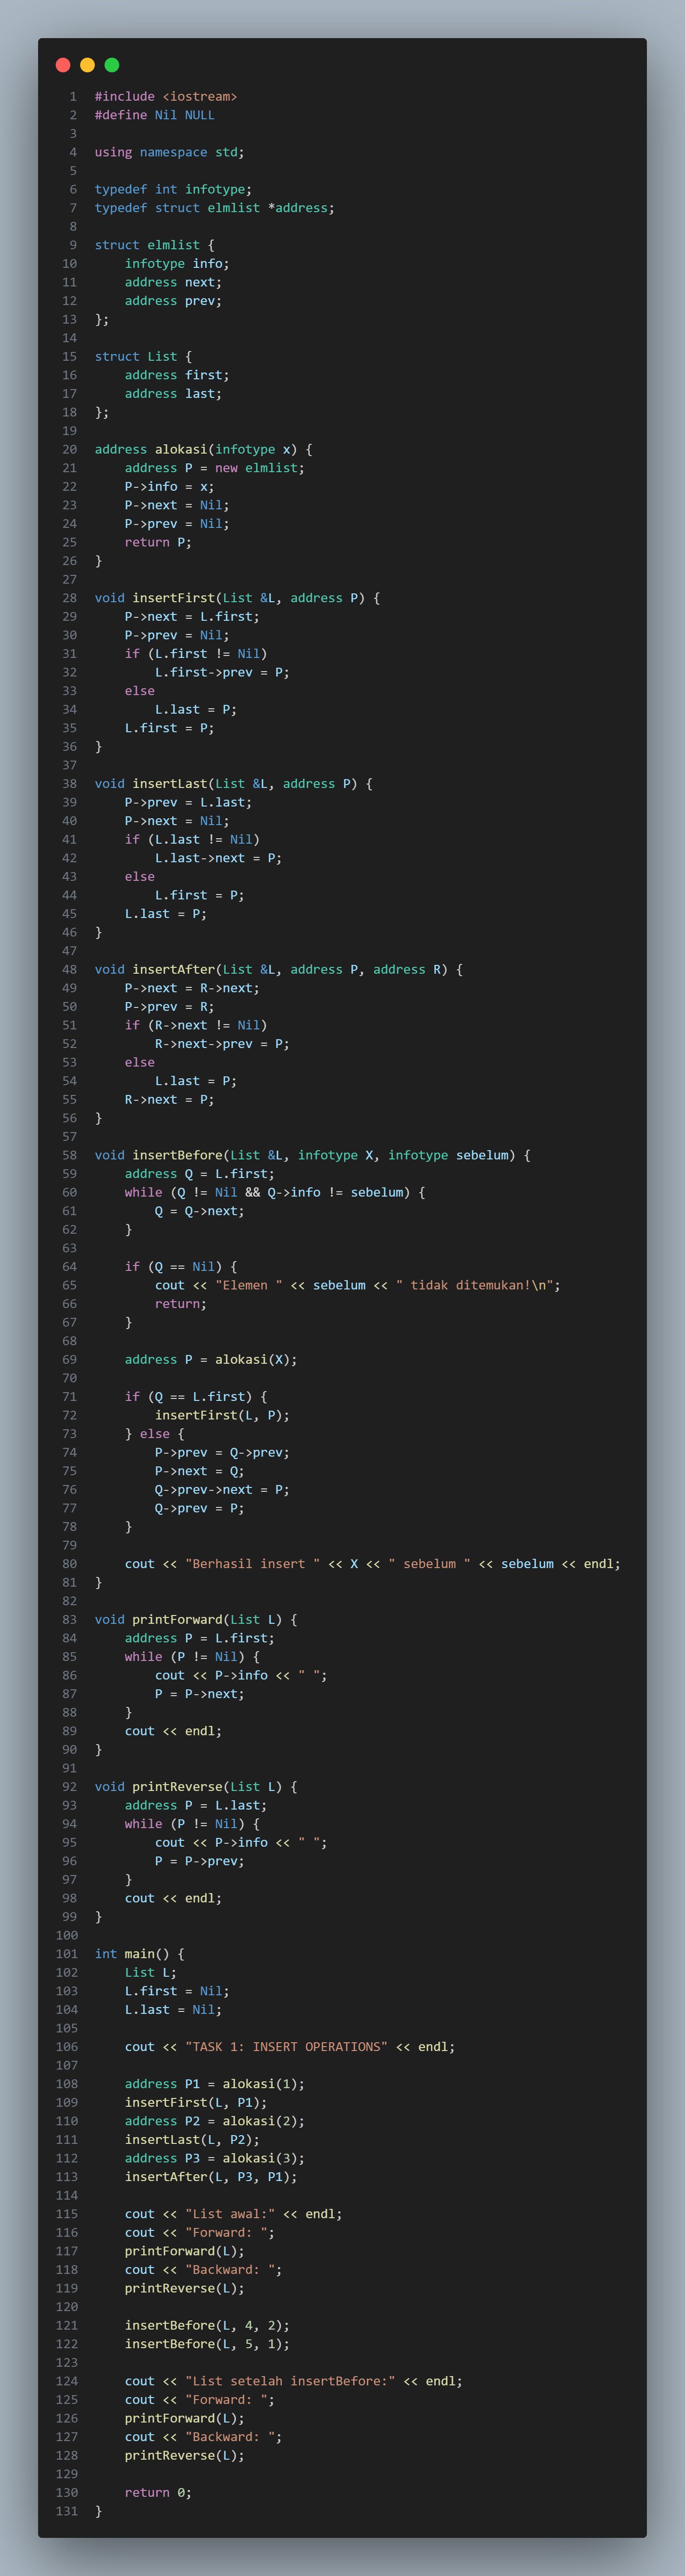 1 #include <iostream>
2 #define Nil NULL
3
4 using namespace std;
5
6 typedef int infotype;
7 typedef struct elmlist *address;
8
9 struct elmlist {
10     infotype info;
11     address next;
12     address prev;
13 };
14
15 struct List {
16     address first;
17     address last;
18 };
19
20 address alokasi(infotype x) {
21     address P = new elmlist;
22     P->info = x;
23     P->next = Nil;
24     P->prev = Nil;
25     return P;
26 }
27
28 void insertFirst(List &L, address P) {
29     P->next = L.first;
30     P->prev = Nil;
31     if (L.first != Nil)
32         L.first->prev = P;
33     else
34         L.last = P;
35     L.first = P;
36 }
37
38 void insertLast(List &L, address P) {
39     P->prev = L.last;
40     P->next = Nil;
41     if (L.last != Nil)
42         L.last->next = P;
43     else
44         L.first = P;
45     L.last = P;
46 }
47
48 void insertAfter(List &L, address P, address R) {
49     P->next = R->next;
50     P->prev = R;
51     if (R->next != Nil)
52         R->next->prev = P;
53     else
54         L.last = P;
55     R->next = P;
56 }
57
58 void insertBefore(List &L, infotype X, infotype sebelum) {
59     address Q = L.first;
60     while (Q != Nil && Q->info != sebelum) {
61         Q = Q->next;
62     }
63
64     if (Q == Nil) {
65         cout << "Elemen " << sebelum << " tidak ditemukan!\n";
66         return;
67     }
68
69     address P = alokasi(X);
70
71     if (Q == L.first) {
72         insertFirst(L, P);
73     } else {
74         P->prev = Q->prev;
75         P->next = Q;
76         Q->prev->next = P;
77         Q->prev = P;
78     }
79
80     cout << "Berhasil insert " << X << " sebelum " << sebelum << endl;
81 }
82
83 void printForward(List L) {
84     address P = L.first;
85     while (P != Nil) {
86         cout << P->info << " ";
87         P = P->next;
88     }
89     cout << endl;
90 }
91
92 void printReverse(List L) {
93     address P = L.last;
94     while (P != Nil) {
95         cout << P->info << " ";
96         P = P->prev;
97     }
98     cout << endl;
99 }
100
101 int main() {
102     List L;
103     L.first = Nil;
104     L.last = Nil;
105
106     cout << "TASK 1: INSERT OPERATIONS" << endl;
107
108     address P1 = alokasi(1);
109     insertFirst(L, P1);
110     address P2 = alokasi(2);
111     insertLast(L, P2);
112     address P3 = alokasi(3);
113     insertAfter(L, P3, P1);
114
115     cout << "List awal:" << endl;
116     cout << "Forward: ";
117     printForward(L);
118     cout << "Backward: ";
119     printReverse(L);
120
121     insertBefore(L, 4, 2);
122     insertBefore(L, 5, 1);
123
124     cout << "List setelah insertBefore:" << endl;
125     cout << "Forward: ";
126     printForward(L);
127     cout << "Backward: ";
128     printReverse(L);
129
130     return 0;
131 }